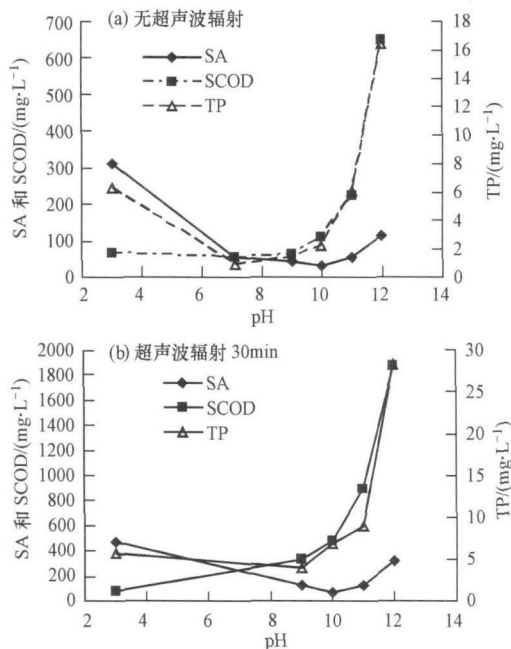 (a) 无超声波辐射
SA
SCOD
TP
700
600
500
400
300
200
100
0
18
16
14
12
10
8
6
4
2
0
2 4 6 8 10 12 14
pH
SA 和 SCOD/(mg·L⁻¹)
TP/(mg·L⁻¹)
(b) 超声波辐射 30min
SA
SCOD
TP
2000
1800
1600
1400
1200
1000
800
600
400
200
0
30
25
20
15
10
5
0
0 2 4 6 8 10 12 14
pH
SA 和 SCOD/(mg·L⁻¹)
TP/(mg·L⁻¹)